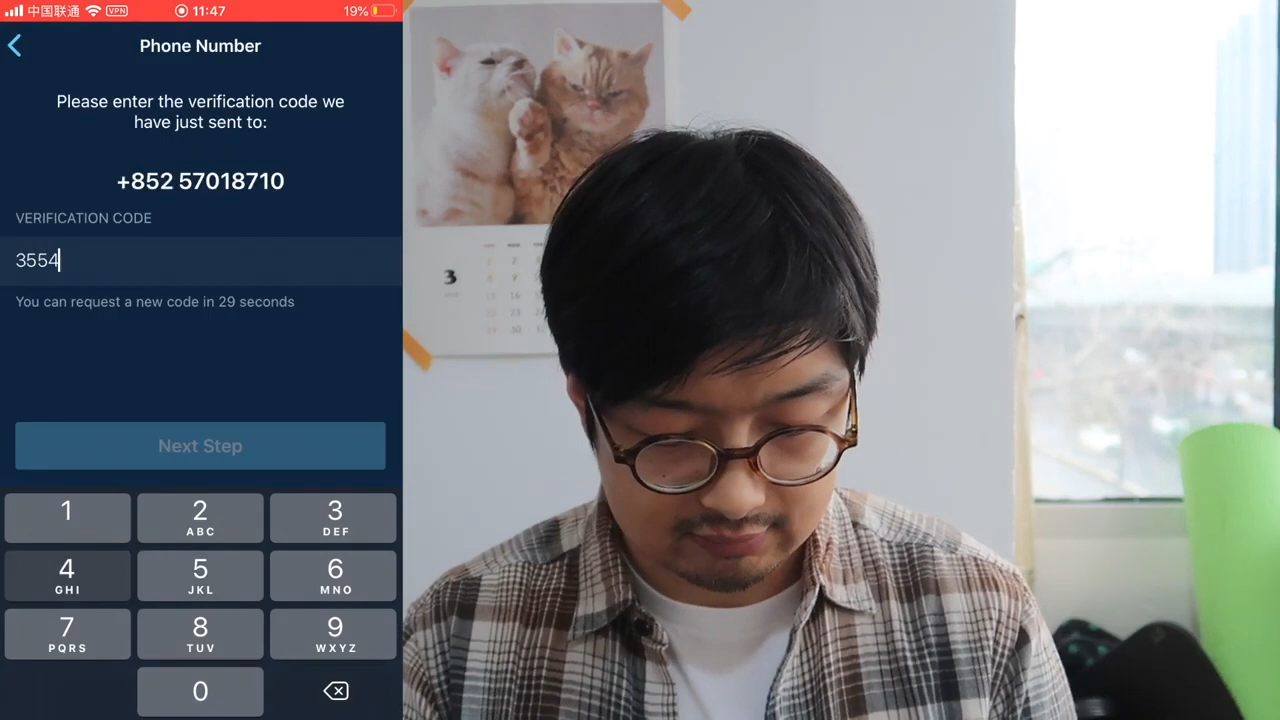 中国联通 VPN 11:47 19%
Phone Number
Please enter the verification code we
have just sent to:
+852 57018710
VERIFICATION CODE
3554
You can request a new code in 29 seconds
Next Step
1 2 3
ABC DEF
4 5 6
GHI JKL MNO
7 8 9
PQRS TUV WXYZ
0
3